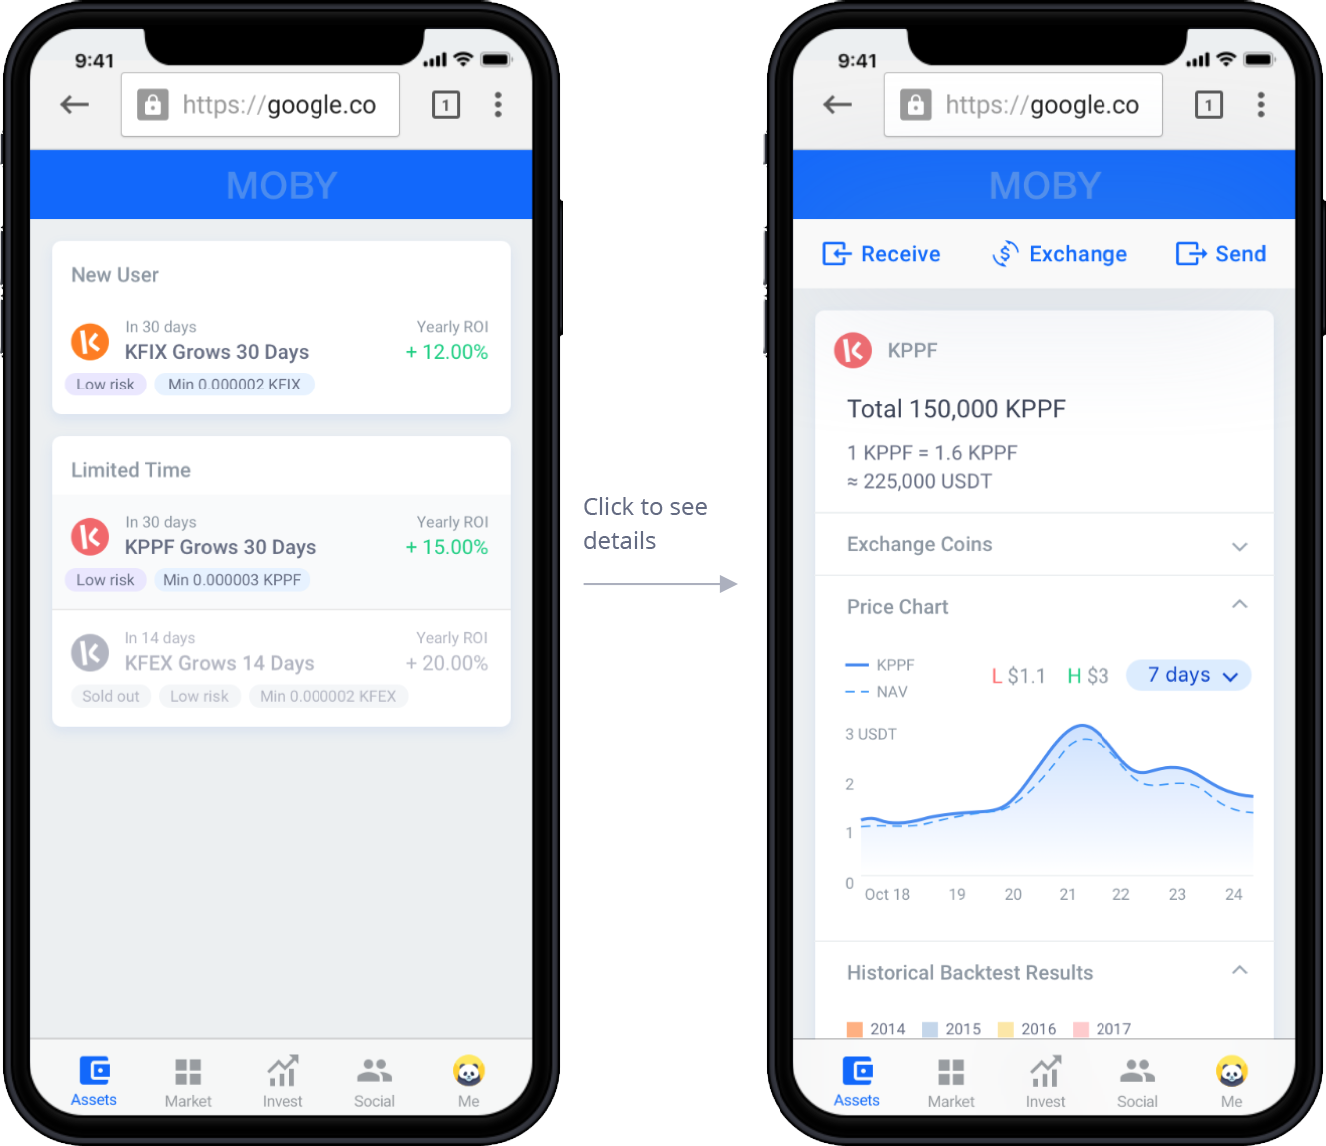 9:41
https://google.co
1
MOBY
New User
In 30 days
Yearly ROI
KFIX Grows 30 Days
+ 12.00%
Low risk
Min 0.000002 KFIX
Limited Time
In 30 days
Yearly ROI
KPPF Grows 30 Days
+ 15.00%
Low risk
Min 0.000003 KPPF
In 14 days
Yearly ROI
KFEX Grows 14 Days
+ 20.00%
Sold out
Low risk
Min 0.000002 KFEX
Assets
Market
Invest
Social
Me
Click to see
details
9:41
https://google.co
1
MOBY
Receive
Exchange
Send
KPPF
Total 150,000 KPPF
1 KPPF = 1.6 KPPF
≈ 225,000 USDT
Exchange Coins
Price Chart
KPPF
NAV
L $1.1
H $3
7 days
3 USDT
2
1
0
Oct 18
19
20
21
22
23
24
Historical Backtest Results
2014
2015
2016
2017
Assets
Market
Invest
Social
Me